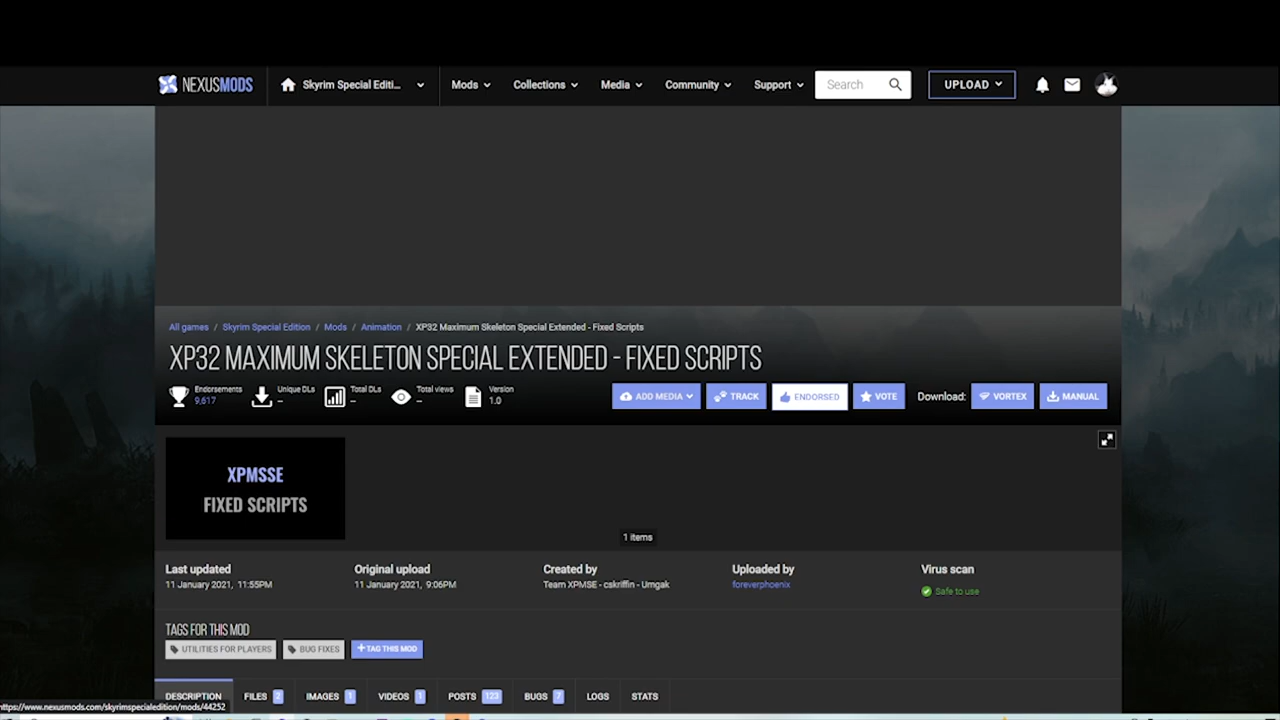 NEXUSMODS Skyrim Special Editi... Mods Collections Media Community Support Search UPLOAD
All games / Skyrim Special Edition / Mods / Animation / XP32 Maximum Skeleton Special Extended - Fixed Scripts
XP32 MAXIMUM SKELETON SPECIAL EXTENDED - FIXED SCRIPTS
Endorsements Unique DLs Total DLs Total views Version
9,617 -- -- -- 1.0
ADD MEDIA TRACK ENDORSED VOTE Download: VORTEX MANUAL
XPMSSE
FIXED SCRIPTS
1 items
Last updated Original upload Created by Uploaded by Virus scan
11 January 2021, 11:55PM 11 January 2021, 9:06PM Team XPMSE - cskriffin - Umgak foreverphoenix Safe to use
TAGS FOR THIS MOD
UTILITIES FOR PLAYERS BUG FIXES + TAG THIS MOD
DESCRIPTION FILES 2 IMAGES 1 VIDEOS 1 POSTS 123 BUGS 7 LOGS STATS
https://www.nexusmods.com/skyrimspecialedition/mods/44252